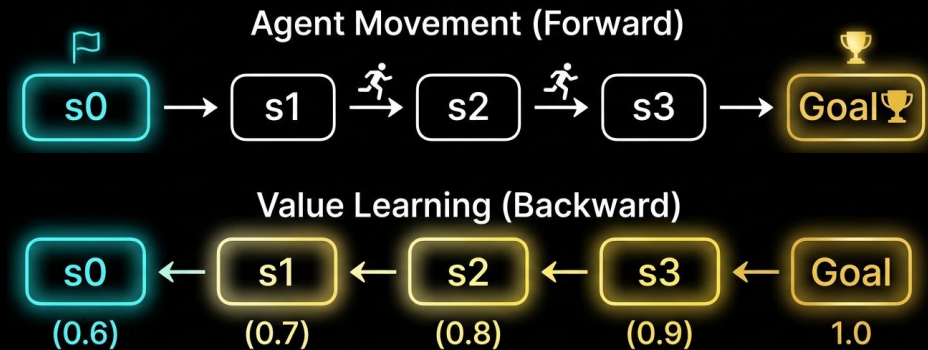 Agent Movement (Forward)
s0 s1 s2 s3 Goal
Value Learning (Backward)
s0 s1 s2 s3 Goal
(0.6) (0.7) (0.8) (0.9) 1.0